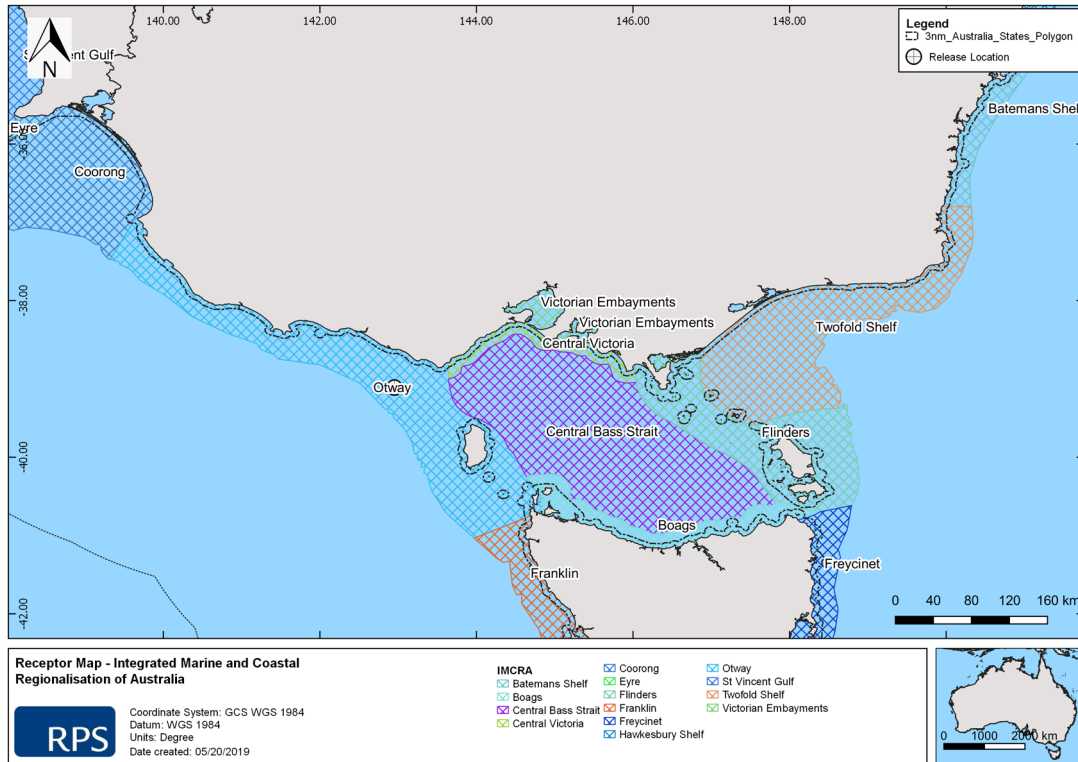 140.00
142.00
144.00
146.00
148.00
Legend
3nm_Australia_States_Polygon
Release Location
ent Gulf
N
Eyre
-36.00
Coorong
Batemans Shel
-38.00
Victorian Embayments
Victorian Embayments
Central Victoria
Twofold Shelf
Otway
Central Bass Strait
Flinders
-40.00
Boags
Franklin
Freycinet
-42.00
0 40 80 120 160 km
Receptor Map - Integrated Marine and Coastal
Regionalisation of Australia
RPS
Coordinate System: GCS WGS 1984
Datum: WGS 1984
Units: Degree
Date created: 05/20/2019
IMCRA
Batemans Shelf
Boags
Central Bass Strait
Central Victoria
Coorong
Eyre
Flinders
Franklin
Freycinet
Hawkesbury Shelf
Otway
St Vincent Gulf
Twofold Shelf
Victorian Embayments
0 1000 2000 km